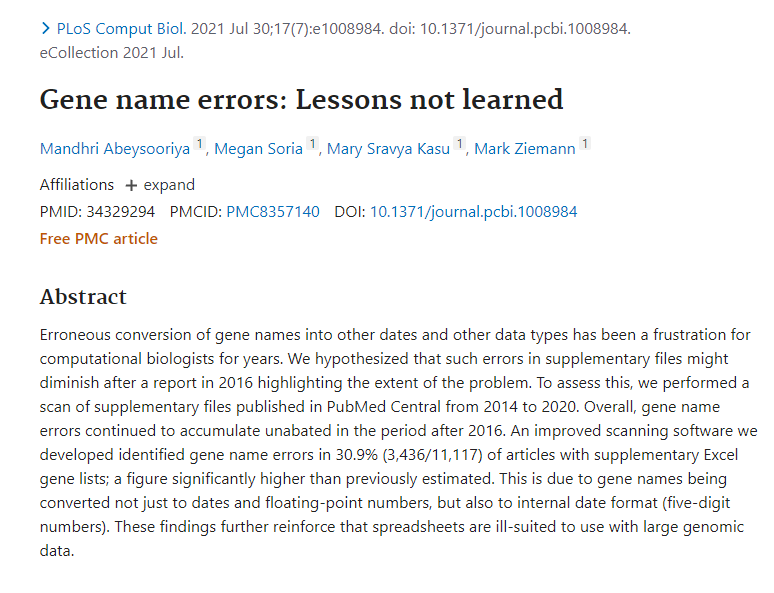 > PLoS Comput Biol. 2021 Jul 30;17(7):e1008984. doi: 10.1371/journal.pcbi.1008984.
eCollection 2021 Jul.
Gene name errors: Lessons not learned
Mandhri Abeysooriya 1, Megan Soria 1, Mary Sravya Kasu 1, Mark Ziemann 1
Affiliations + expand
PMID: 34329294 PMCID: PMC8357140 DOI: 10.1371/journal.pcbi.1008984
Free PMC article
Abstract
Erroneous conversion of gene names into other dates and other data types has been a frustration for
computational biologists for years. We hypothesized that such errors in supplementary files might
diminish after a report in 2016 highlighting the extent of the problem. To assess this, we performed a
scan of supplementary files published in PubMed Central from 2014 to 2020. Overall, gene name
errors continued to accumulate unabated in the period after 2016. An improved scanning software we
developed identified gene name errors in 30.9% (3,436/11,117) of articles with supplementary Excel
gene lists; a figure significantly higher than previously estimated. This is due to gene names being
converted not just to dates and floating-point numbers, but also to internal date format (five-digit
numbers). These findings further reinforce that spreadsheets are ill-suited to use with large genomic
data.